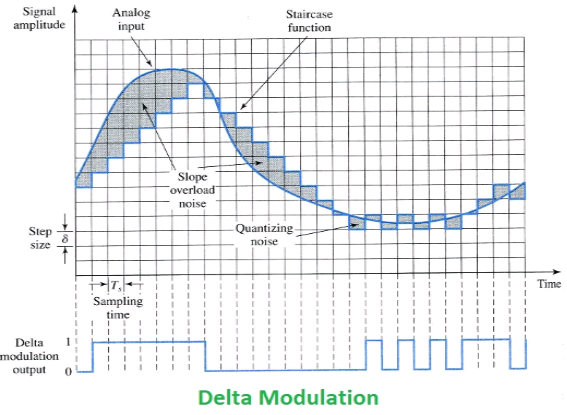 Signal
amplitude
Analog
input
Staircase
function
Slope
overload
noise
Quantizing
noise
Step
size
δ
Tₛ
Sampling
time
Time
Delta
modulation
output
1
0
Delta Modulation